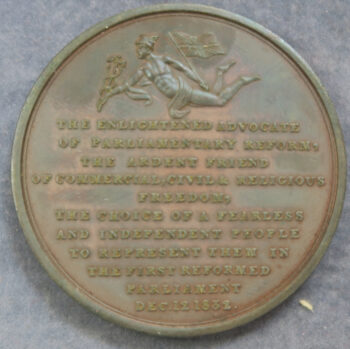 THE ENLIGHTENED ADVOCATE
OF PARLIAMENTARY REFORM;
THE ARDENT FRIEND
OF COMMERCIAL, CIVIL & RELIGIOUS
FREEDOM;
THE CHOICE OF A FEARLESS
AND INDEPENDENT PEOPLE
TO REPRESENT THEM IN
THE FIRST REFORMED
PARLIAMENT
DEC. 12 1832.